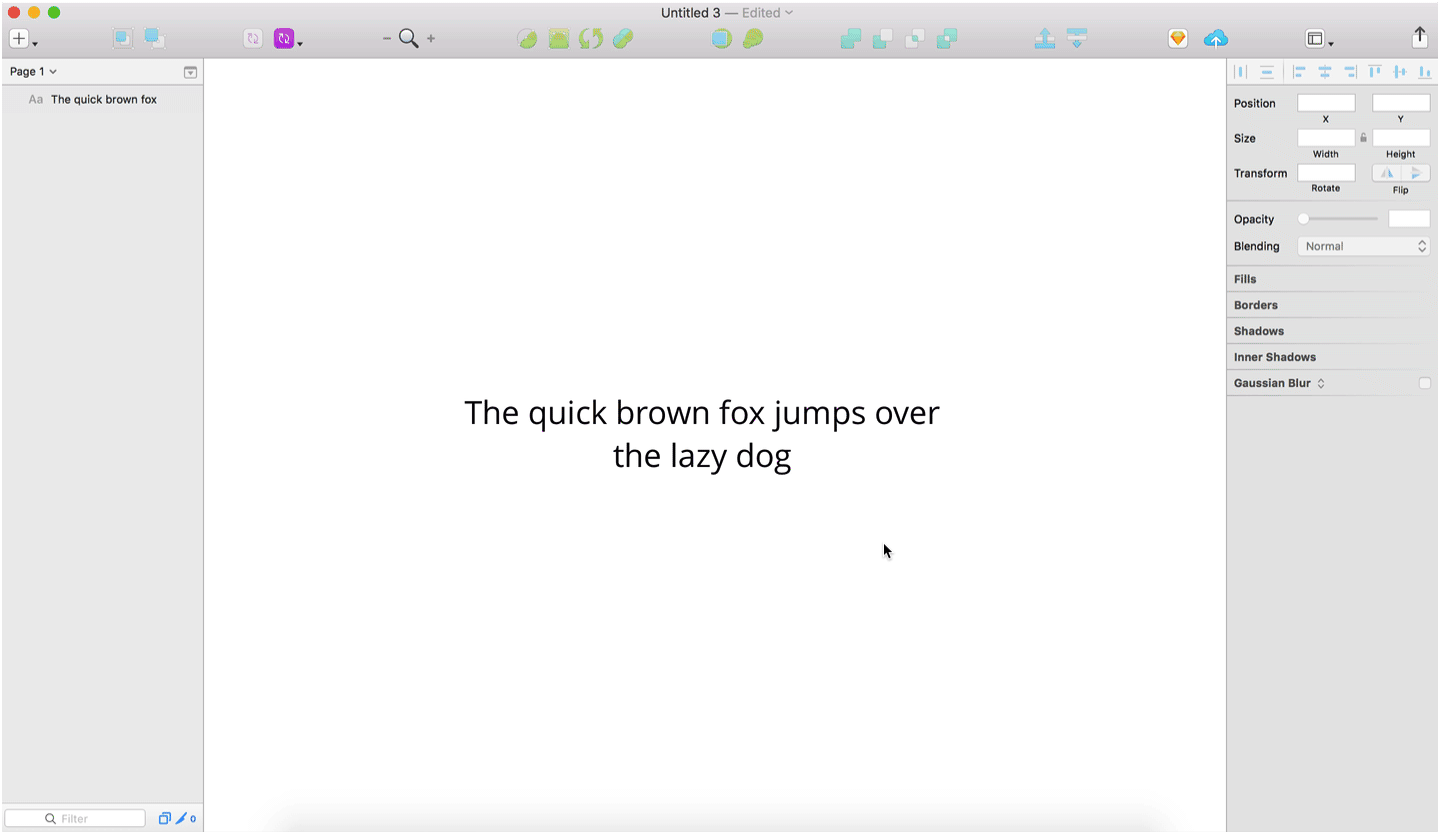 Untitled 3 — Edited
Page 1
Aa The quick brown fox
Position
X
Y
Size
Width
Height
Transform
Rotate
Flip
Opacity
Blending
Normal
Fills
Borders
Shadows
Inner Shadows
Gaussian Blur
The quick brown fox jumps over
the lazy dog
Filter
0